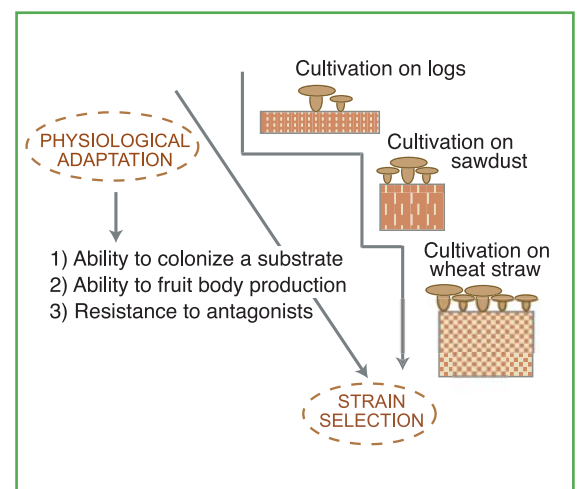 Cultivation on logs
PHYSIOLOGICAL
ADAPTATION
Cultivation on
sawdust
1) Ability to colonize a substrate
2) Ability to fruit body production
3) Resistance to antagonists
Cultivation on
wheat straw
STRAIN
SELECTION